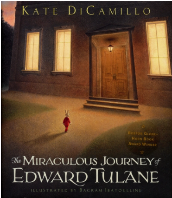 KATE DICAMILLO
The MIRACULOUS JOURNEY of
EDWARD TULANE
ILLUSTRATED BY BAGRAM IBATOULLINE